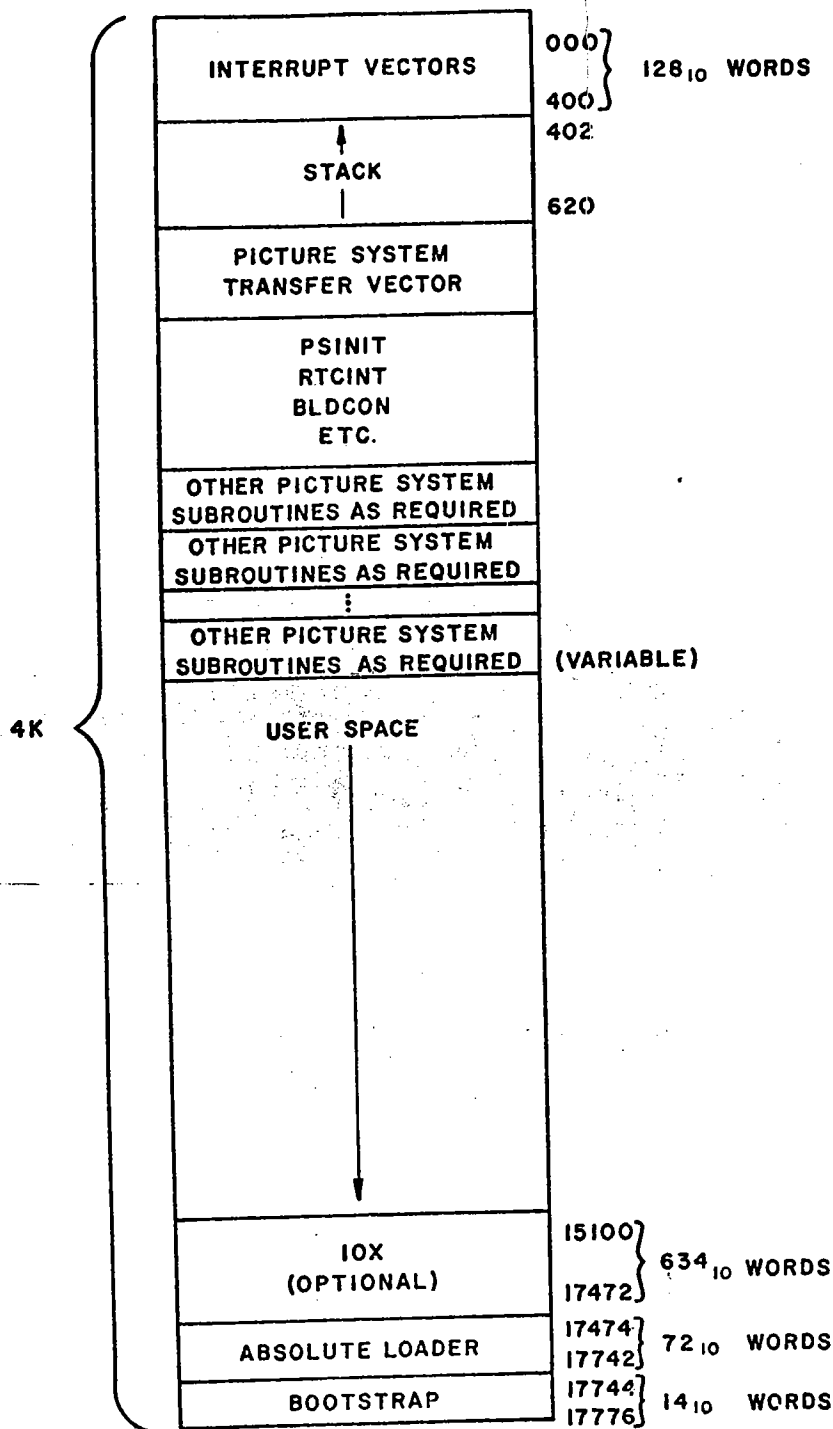 INTERRUPT VECTORS
000
400
128₁₀ WORDS
402
STACK
620
PICTURE SYSTEM
TRANSFER VECTOR
PSINIT
RTCINT
BLDCON
ETC.
OTHER PICTURE SYSTEM
SUBROUTINES AS REQUIRED
OTHER PICTURE SYSTEM
SUBROUTINES AS REQUIRED
⋮
OTHER PICTURE SYSTEM
SUBROUTINES AS REQUIRED
(VARIABLE)
4K
USER SPACE
IOX
(OPTIONAL)
15100
17472
634₁₀ WORDS
ABSOLUTE LOADER
17474
17742
72₁₀ WORDS
BOOTSTRAP
17744
17776
14₁₀ WORDS